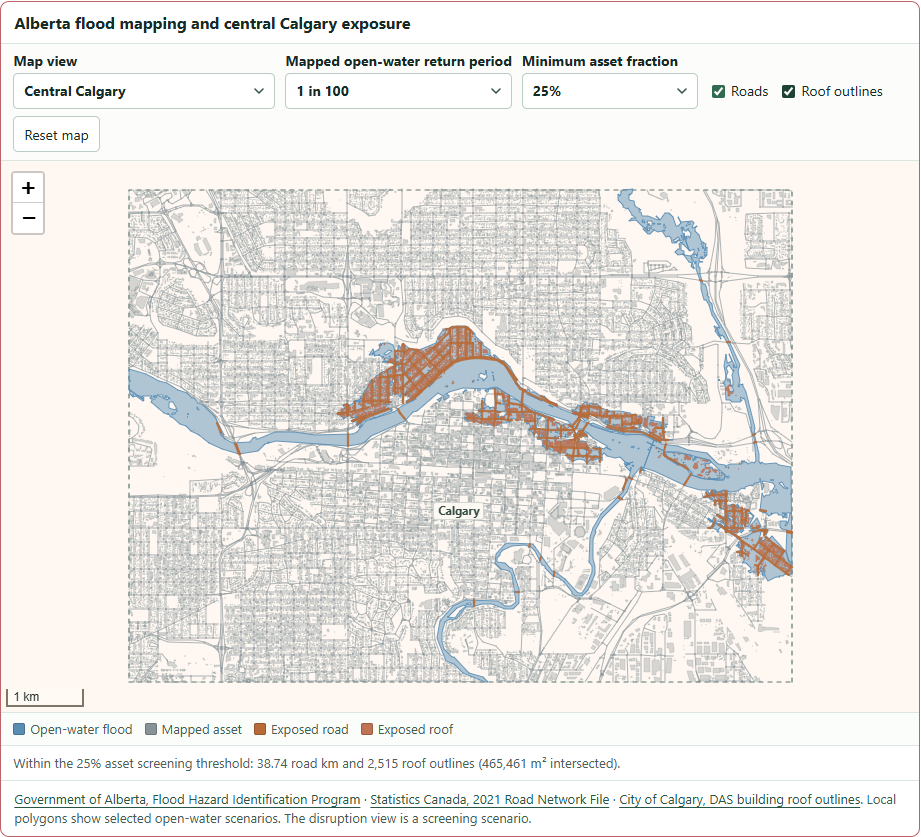 Alberta flood mapping and central Calgary exposure
Map view
Mapped open-water return period
Minimum asset fraction
Central Calgary
1 in 100
25%
Roads
Roof outlines
Reset map
+
−
Calgary
1 km
Open-water flood
Mapped asset
Exposed road
Exposed roof
Within the 25% asset screening threshold: 38.74 road km and 2,515 roof outlines (465,461 m² intersected).
Government of Alberta, Flood Hazard Identification Program · Statistics Canada, 2021 Road Network File · City of Calgary, DAS building roof outlines. Local
polygons show selected open-water scenarios. The disruption view is a screening scenario.